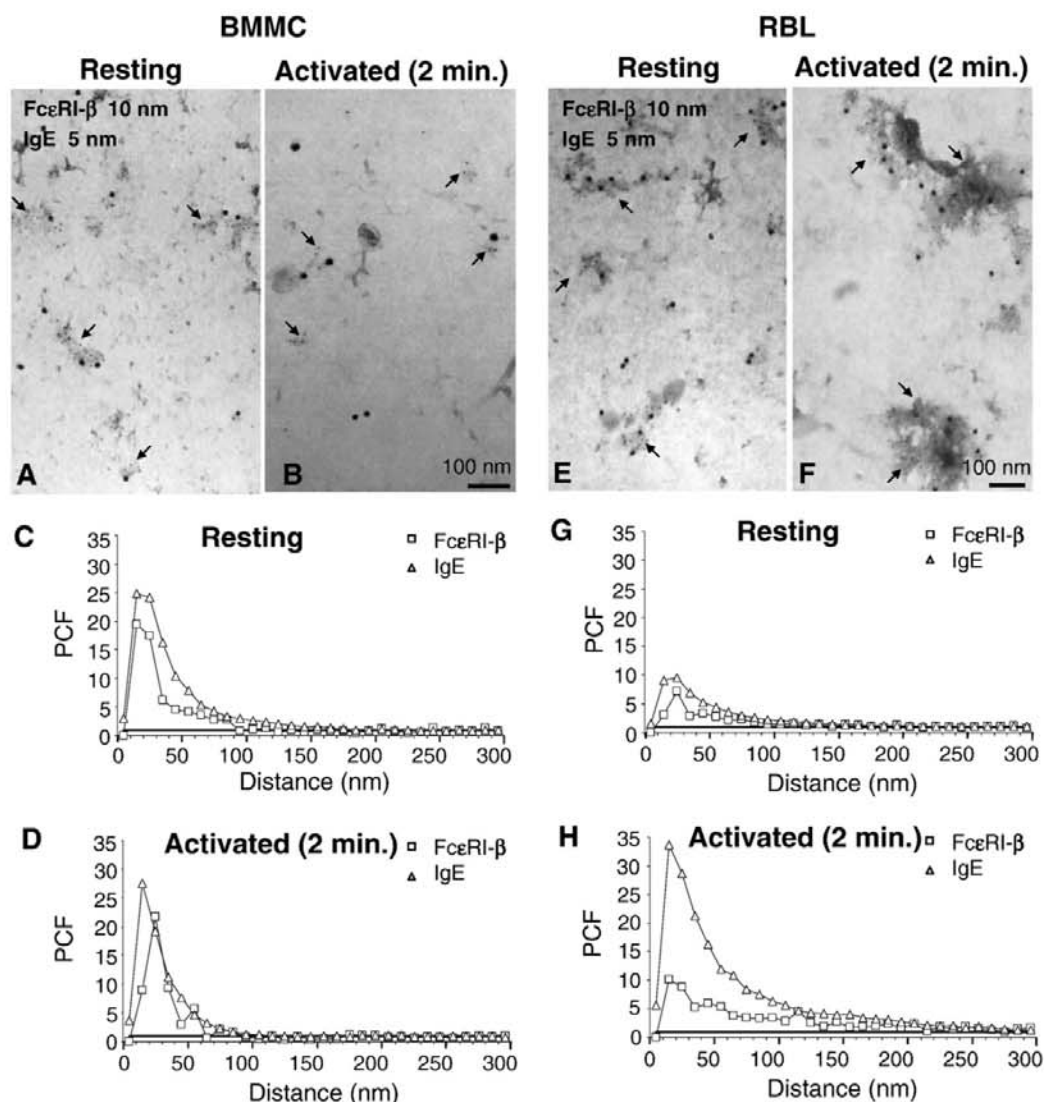 BMMC
RBL
Resting
Activated (2 min.)
Resting
Activated (2 min.)
FcεRI-β 10 nm
IgE 5 nm
FcεRI-β 10 nm
IgE 5 nm
A
B
100 nm
E
F
100 nm
C
Resting
FcεRI-β
IgE
35
30
25
20
15
10
5
0
PCF
0
50
100
150
200
250
300
Distance (nm)
G
Resting
FcεRI-β
IgE
35
30
25
20
15
10
5
0
PCF
0
50
100
150
200
250
300
Distance (nm)
D
Activated (2 min.)
FcεRI-β
IgE
35
30
25
20
15
10
5
0
PCF
0
50
100
150
200
250
300
Distance (nm)
H
Activated (2 min.)
FcεRI-β
IgE
35
30
25
20
15
10
5
0
PCF
0
50
100
150
200
250
300
Distance (nm)